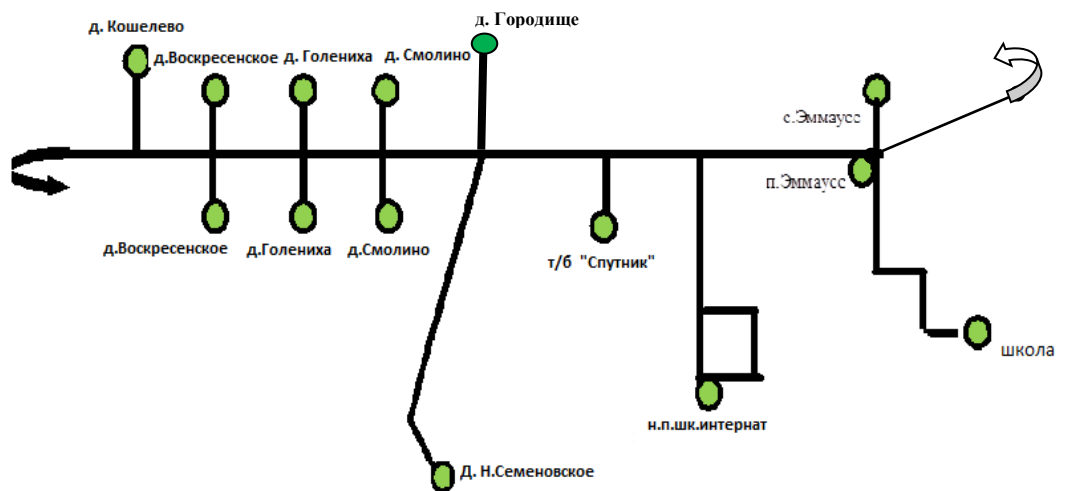 д. Городище
д. Кошелево
д.Воскресенское
д. Голениха
д. Смолино
с.Эммаусс
п.Эммаусс
д.Воскресенское
д.Голениха
д.Смолино
т/б "Спутник"
школа
н.п.шк.интернат
Д. Н.Семеновское